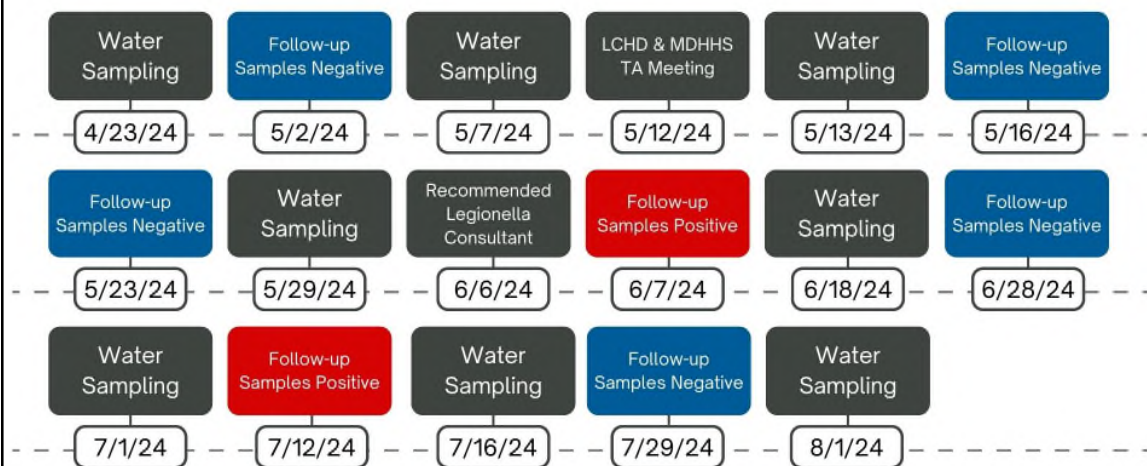 Water
Sampling
Follow-up
Samples Negative
Water
Sampling
LCHD & MDHHS
TA Meeting
Water
Sampling
Follow-up
Samples Negative
4/23/24
5/2/24
5/7/24
5/12/24
5/13/24
5/16/24
Follow-up
Samples Negative
Water
Sampling
Recommended
Legionella
Consultant
Follow-up
Samples Positive
Water
Sampling
Follow-up
Samples Negative
5/23/24
5/29/24
6/6/24
6/7/24
6/18/24
6/28/24
Water
Sampling
Follow-up
Samples Positive
Water
Sampling
Follow-up
Samples Negative
Water
Sampling
7/1/24
7/12/24
7/16/24
7/29/24
8/1/24